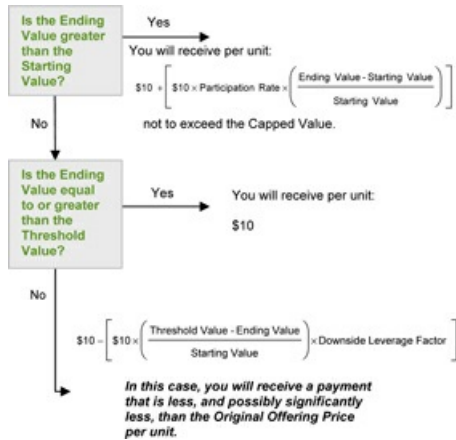 Is the Ending
Value greater
than the
Starting
Value?
Yes
You will receive per unit:
$10 + [ $10 × Participation Rate × ( Ending Value - Starting Value
Starting Value ) ]
not to exceed the Capped Value.
No
Is the Ending
Value equal
to or greater
than the
Threshold
Value?
Yes
You will receive per unit:
$10
No
$10 − [ $10 × ( Threshold Value - Ending Value
Starting Value ) × Downside Leverage Factor ]
In this case, you will receive a payment
that is less, and possibly significantly
less, than the Original Offering Price
per unit.